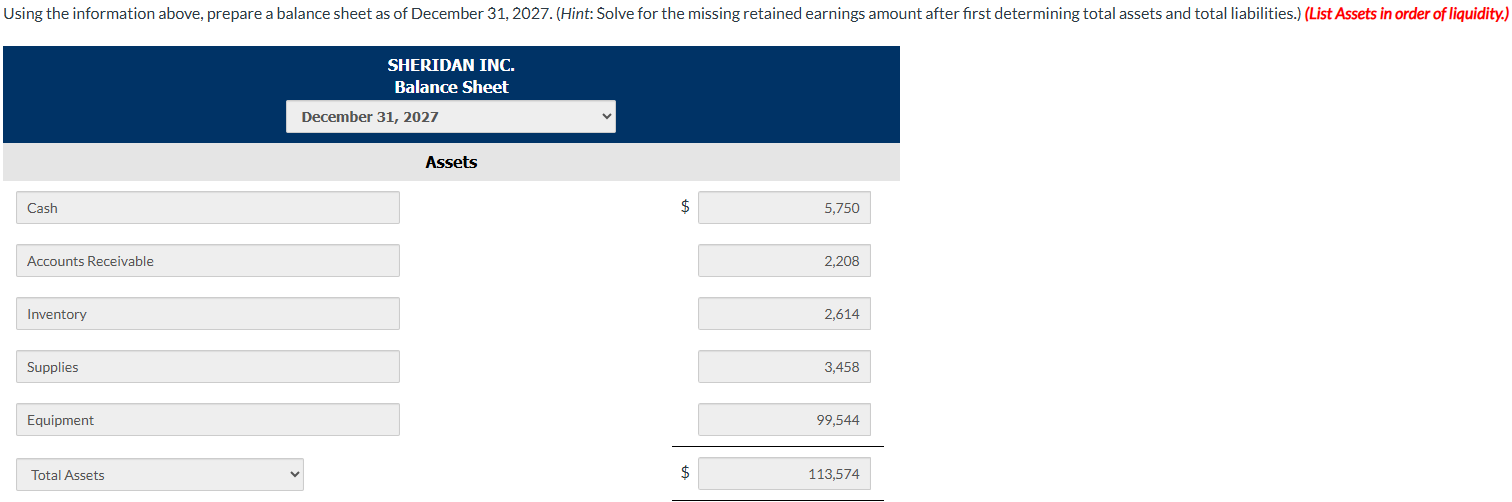 Using the information above, prepare a balance sheet as of December 31, 2027. (Hint: Solve for the missing retained earnings amount after first determining total assets and total liabilities.) (List Assets in order of liquidity.)
SHERIDAN INC.
Balance Sheet
December 31, 2027
Assets
Cash $ 5,750
Accounts Receivable 2,208
Inventory 2,614
Supplies 3,458
Equipment 99,544
Total Assets $ 113,574